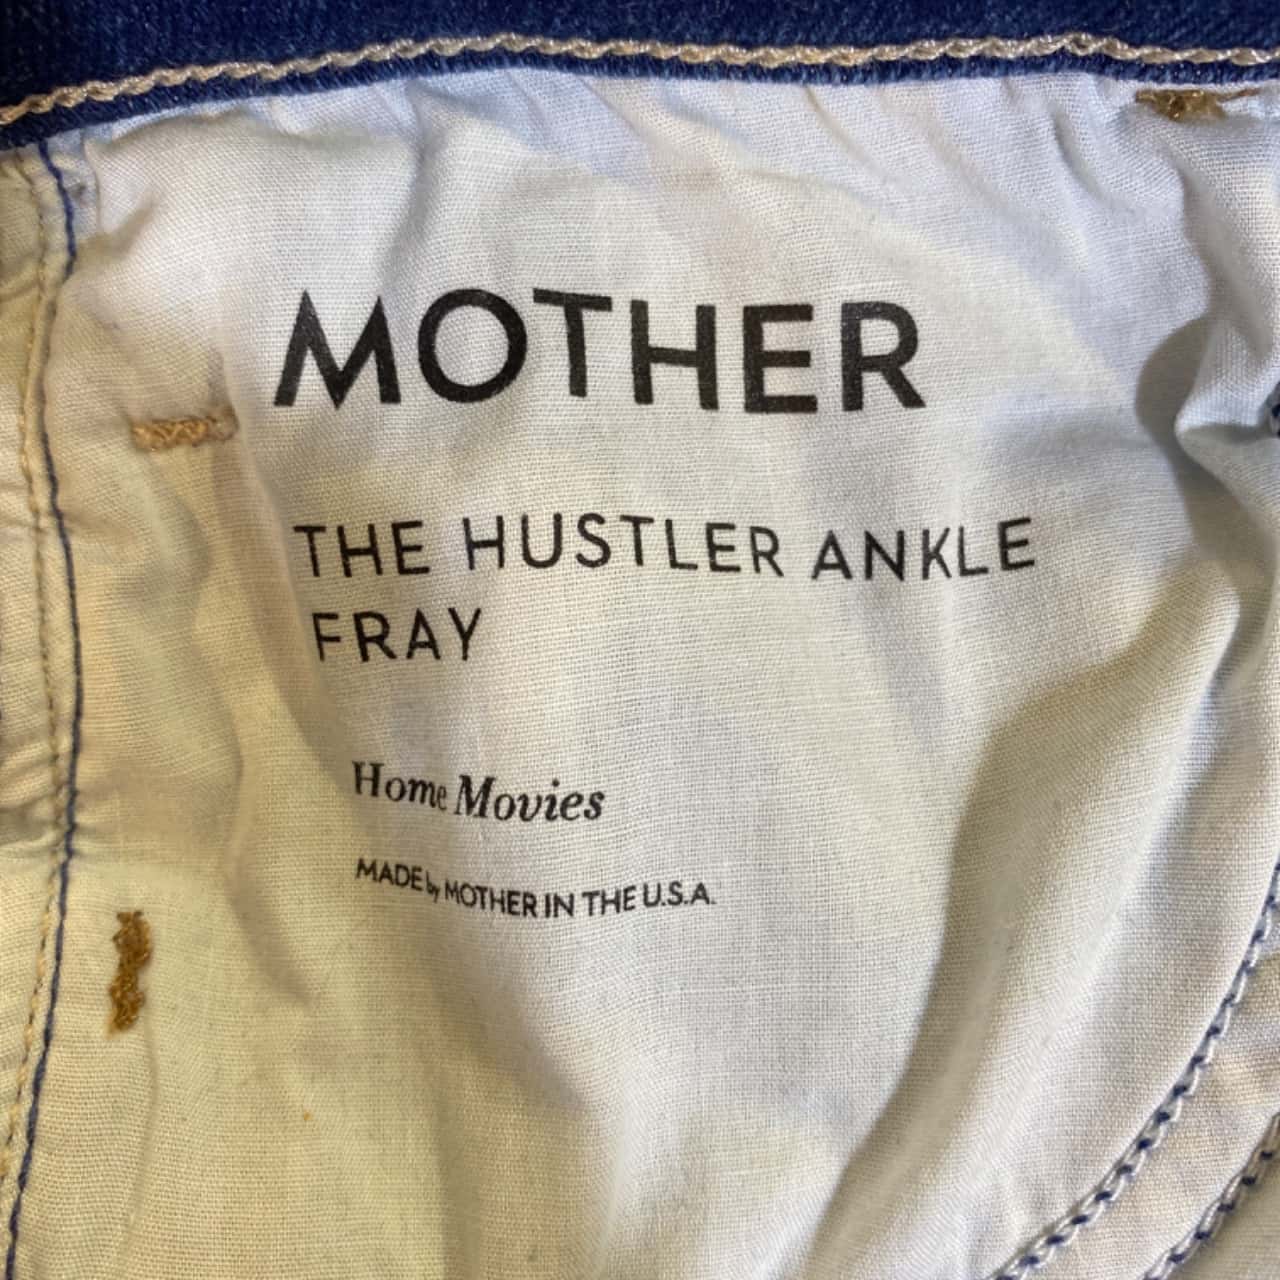 MOTHER
THE HUSTLER ANKLE
FRAY
Home Movies
MADE by MOTHER IN THE U.S.A.